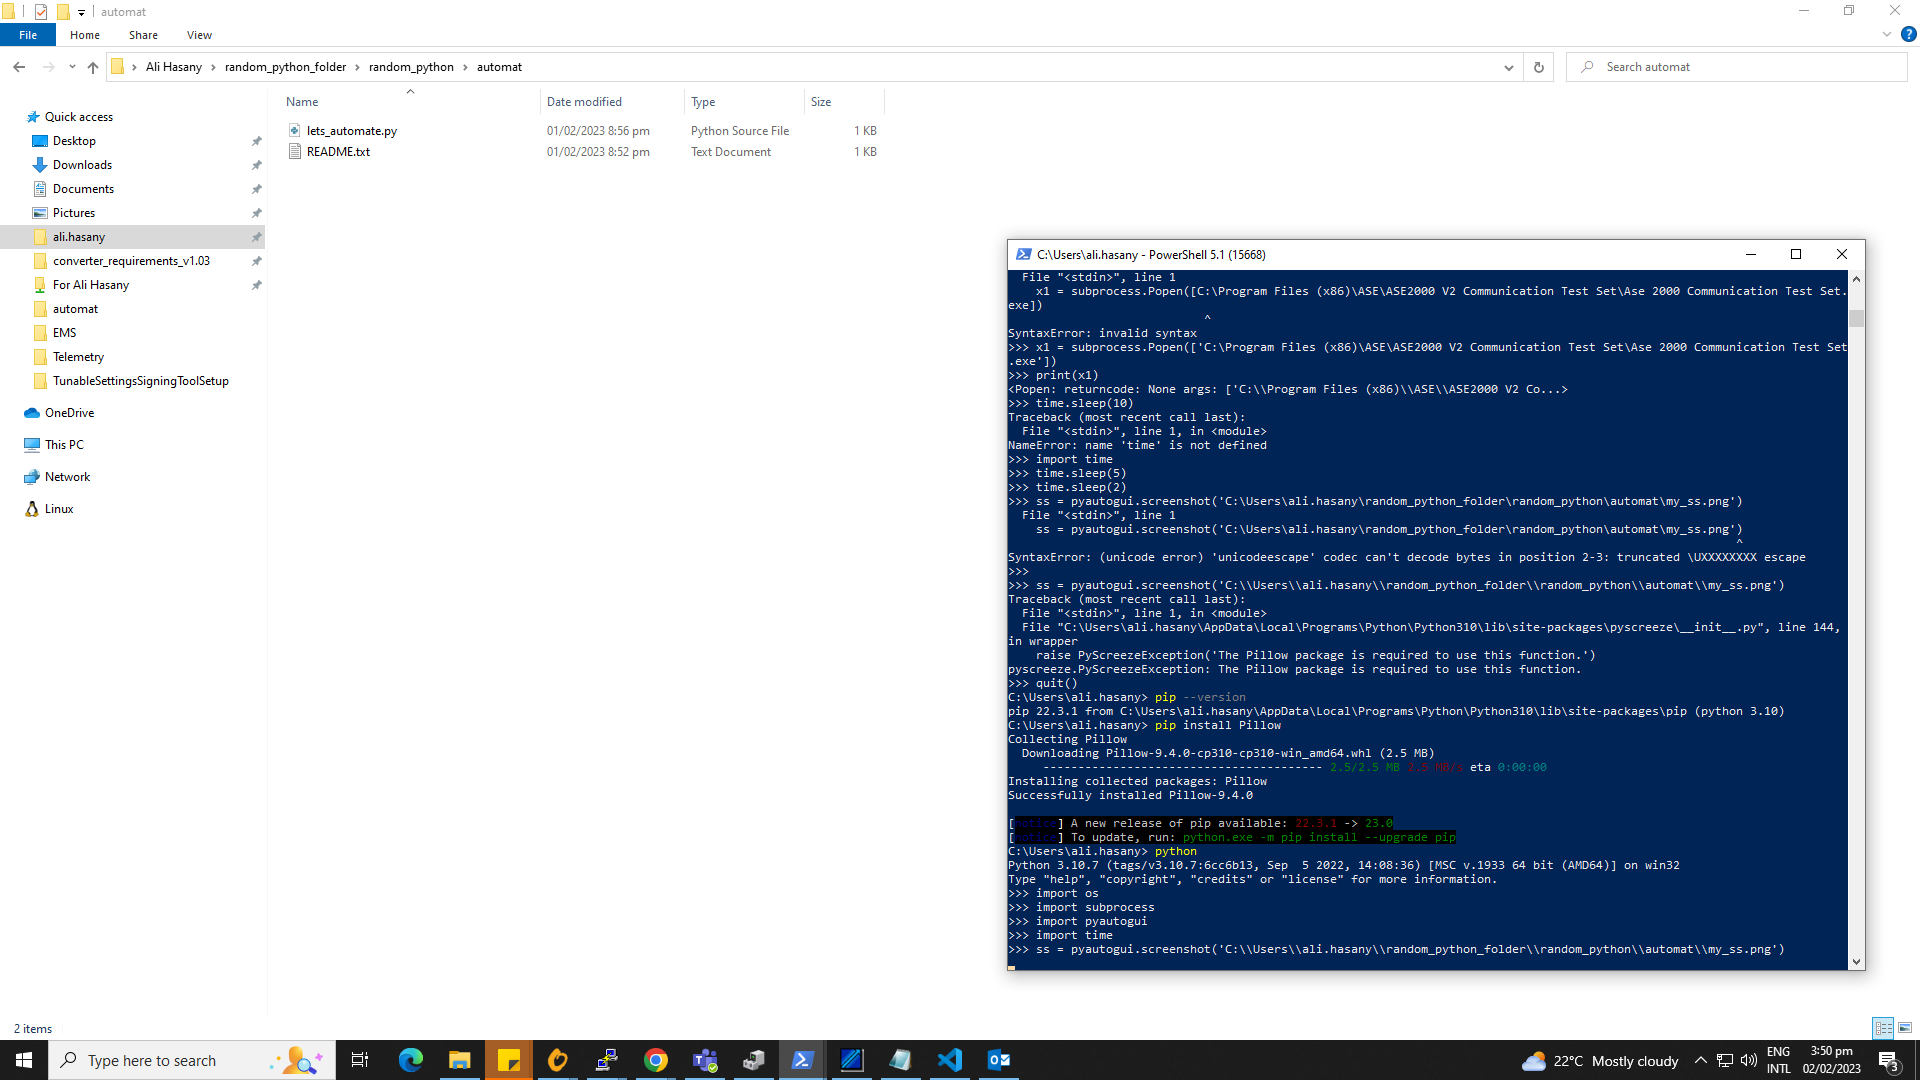 automat
File Home Share View
Ali Hasany > random_python_folder > random_python > automat
Search automat
Name Date modified Type Size
lets_automate.py 01/02/2023 8:56 pm Python Source File 1 KB
README.txt 01/02/2023 8:52 pm Text Document 1 KB
Quick access
Desktop
Downloads
Documents
Pictures
ali.hasany
converter_requirements_v1.03
For Ali Hasany
automat
EMS
Telemetry
TunableSettingsSigningToolSetup
OneDrive
This PC
Network
Linux
2 items
C:\Users\ali.hasany - PowerShell 5.1 (15668)
File "<stdin>", line 1
x1 = subprocess.Popen([C:\Program Files (x86)\ASE\ASE2000 V2 Communication Test Set\Ase 2000 Communication Test Set.
exe])
^
SyntaxError: invalid syntax
>>> x1 = subprocess.Popen(['C:\Program Files (x86)\ASE\ASE2000 V2 Communication Test Set\Ase 2000 Communication Test Set
.exe'])
>>> print(x1)
<Popen: returncode: None args: ['C:\\Program Files (x86)\\ASE\\ASE2000 V2 Co...>
>>> time.sleep(10)
Traceback (most recent call last):
File "<stdin>", line 1, in <module>
NameError: name 'time' is not defined
>>> import time
>>> time.sleep(5)
>>> time.sleep(2)
>>> ss = pyautogui.screenshot('C:\Users\ali.hasany\random_python_folder\random_python\automat\my_ss.png')
File "<stdin>", line 1
ss = pyautogui.screenshot('C:\Users\ali.hasany\random_python_folder\random_python\automat\my_ss.png')
^
SyntaxError: (unicode error) 'unicodeescape' codec can't decode bytes in position 2-3: truncated \UXXXXXXXX escape
>>>
>>> ss = pyautogui.screenshot('C:\\Users\\ali.hasany\\random_python_folder\\random_python\\automat\\my_ss.png')
Traceback (most recent call last):
File "<stdin>", line 1, in <module>
File "C:\Users\ali.hasany\AppData\Local\Programs\Python\Python310\lib\site-packages\pyscreeze\__init__.py", line 144,
in wrapper
raise PyScreezeException('The Pillow package is required to use this function.')
pyscreeze.PyScreezeException: The Pillow package is required to use this function.
>>> quit()
C:\Users\ali.hasany> pip --version
pip 22.3.1 from C:\Users\ali.hasany\AppData\Local\Programs\Python\Python310\lib\site-packages\pip (python 3.10)
C:\Users\ali.hasany> pip install Pillow
Collecting Pillow
Downloading Pillow-9.4.0-cp310-cp310-win_amd64.whl (2.5 MB)
---------------------------------------- 2.5/2.5 MB 2.5 MB/s eta 0:00:00
Installing collected packages: Pillow
Successfully installed Pillow-9.4.0
[notice] A new release of pip available: 22.3.1 -> 23.0
[notice] To update, run: python.exe -m pip install --upgrade pip
C:\Users\ali.hasany> python
Python 3.10.7 (tags/v3.10.7:6cc6b13, Sep  5 2022, 14:08:36) [MSC v.1933 64 bit (AMD64)] on win32
Type "help", "copyright", "credits" or "license" for more information.
>>> import os
>>> import subprocess
>>> import pyautogui
>>> import time
>>> ss = pyautogui.screenshot('C:\\Users\\ali.hasany\\random_python_folder\\random_python\\automat\\my_ss.png')
Type here to search
22°C Mostly cloudy
ENG
INTL
3:50 pm
02/02/2023
3